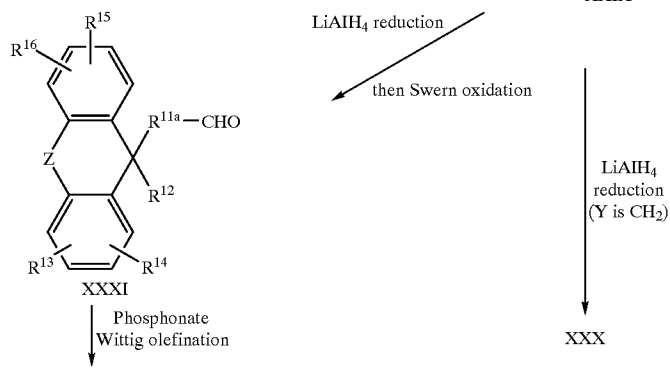 R15
R16
LiAlH4 reduction
then Swern oxidation
R11a—CHO
Z
R12
LiAlH4
reduction
(Y is CH2)
R13
R14
XXXI
Phosphonate
Wittig olefination
XXX